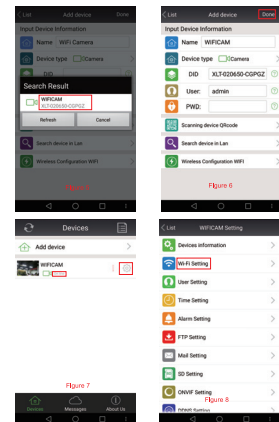 < List Add device Done
Input Device Information
Name WiFi Camera
Device type Camera
DID
Search Result
WIFICAM
XLT-020650-CGPGZ
Refresh Cancel
Search device in Lan
Wireless Configuration WIFI
< List Add device Done
Input Device Information
Name WIFICAM
Device type Camera
DID XLT-020650-CGPGZ
User: admin
PWD:
Scanning device QRcode
Search device in Lan
Wireless Configuration WIFI
Figure 6
Devices
Add device
WIFICAM
Figure 7
Devices Messages About Us
< List WIFICAM Setting
Devices Information
Wi-Fi Setting
User Setting
Time Setting
Alarm Setting
FTP Setting
Mail Setting
SD Setting
ONVIF Setting
Figure 8